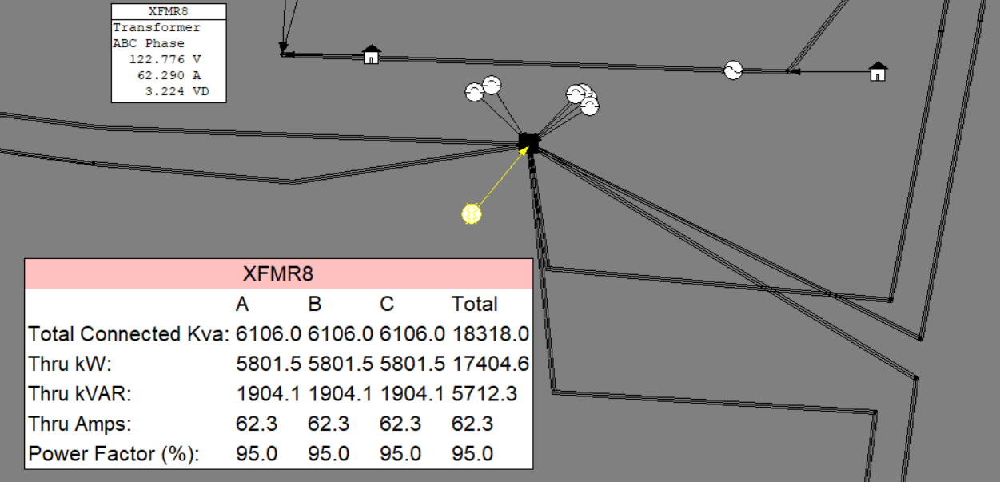 XFMR8
Transformer
ABC Phase
122.776 V
62.290 A
3.224 VD
XFMR8
A B C Total
Total Connected Kva: 6106.0 6106.0 6106.0 18318.0
Thru kW: 5801.5 5801.5 5801.5 17404.6
Thru kVAR: 1904.1 1904.1 1904.1 5712.3
Thru Amps: 62.3 62.3 62.3 62.3
Power Factor (%): 95.0 95.0 95.0 95.0